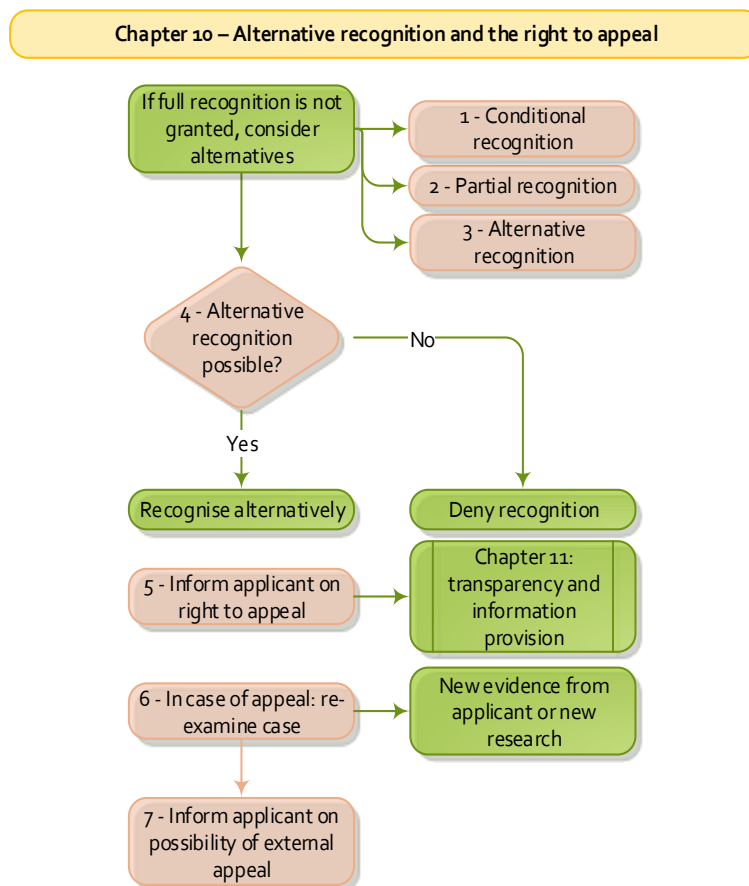 Chapter 10 – Alternative recognition and the right to appeal
If full recognition is not
granted, consider
alternatives
1 - Conditional
recognition
2 - Partial recognition
3 - Alternative
recognition
4 - Alternative
recognition
possible?
No
Yes
Recognise alternatively
Deny recognition
5 - Inform applicant on
right to appeal
Chapter 11:
transparency and
information
provision
6 - In case of appeal: re-
examine case
New evidence from
applicant or new
research
7 - Inform applicant on
possibility of external
appeal